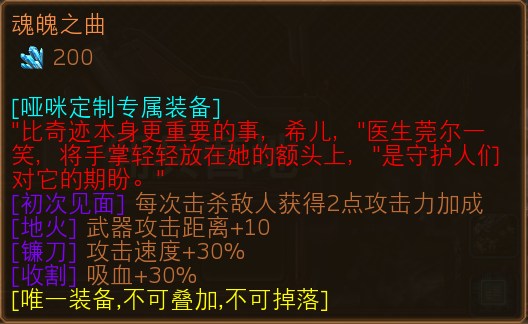 魂魄之曲
200
[哑咪定制专属装备]
"比奇迹本身更重要的事, 希儿, "医生莞尔一
笑, 将手掌轻轻放在她的额头上, "是守护人们
对它的期盼。"
[初次见面] 每次击杀敌人获得2点攻击力加成
[地火] 武器攻击距离+10
[镰刀] 攻击速度+30%
[收割] 吸血+30%
[唯一装备,不可叠加,不可掉落]